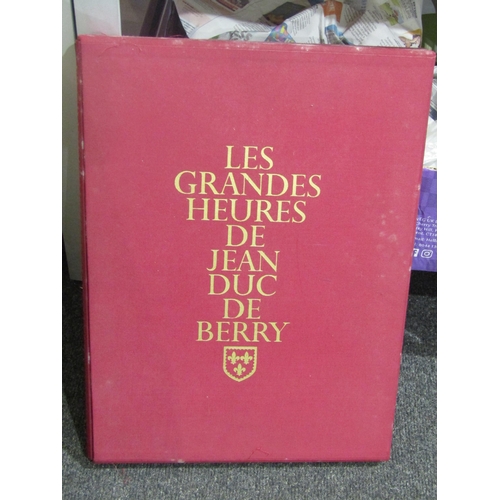 LES
GRANDES
HEURES
DE
JEAN
DUC
DE
BERRY